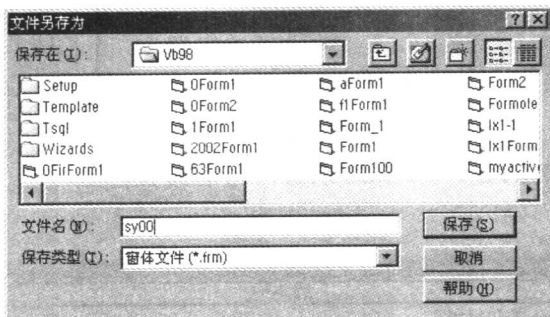 文件另存为
保存在(I): Vb98
Setup 0Form1 aForm1 Form2
Template 0Form2 f1Form1 Formole
Tsql 1Form1 Form_1 lx1-1
Wizards 2002Form1 Form1 lx1Form
0FirForm1 63Form1 Form100 myactive
文件名(N): sy00 保存(S)
保存类型(T): 窗体文件(*.frm) 取消
帮助(H)